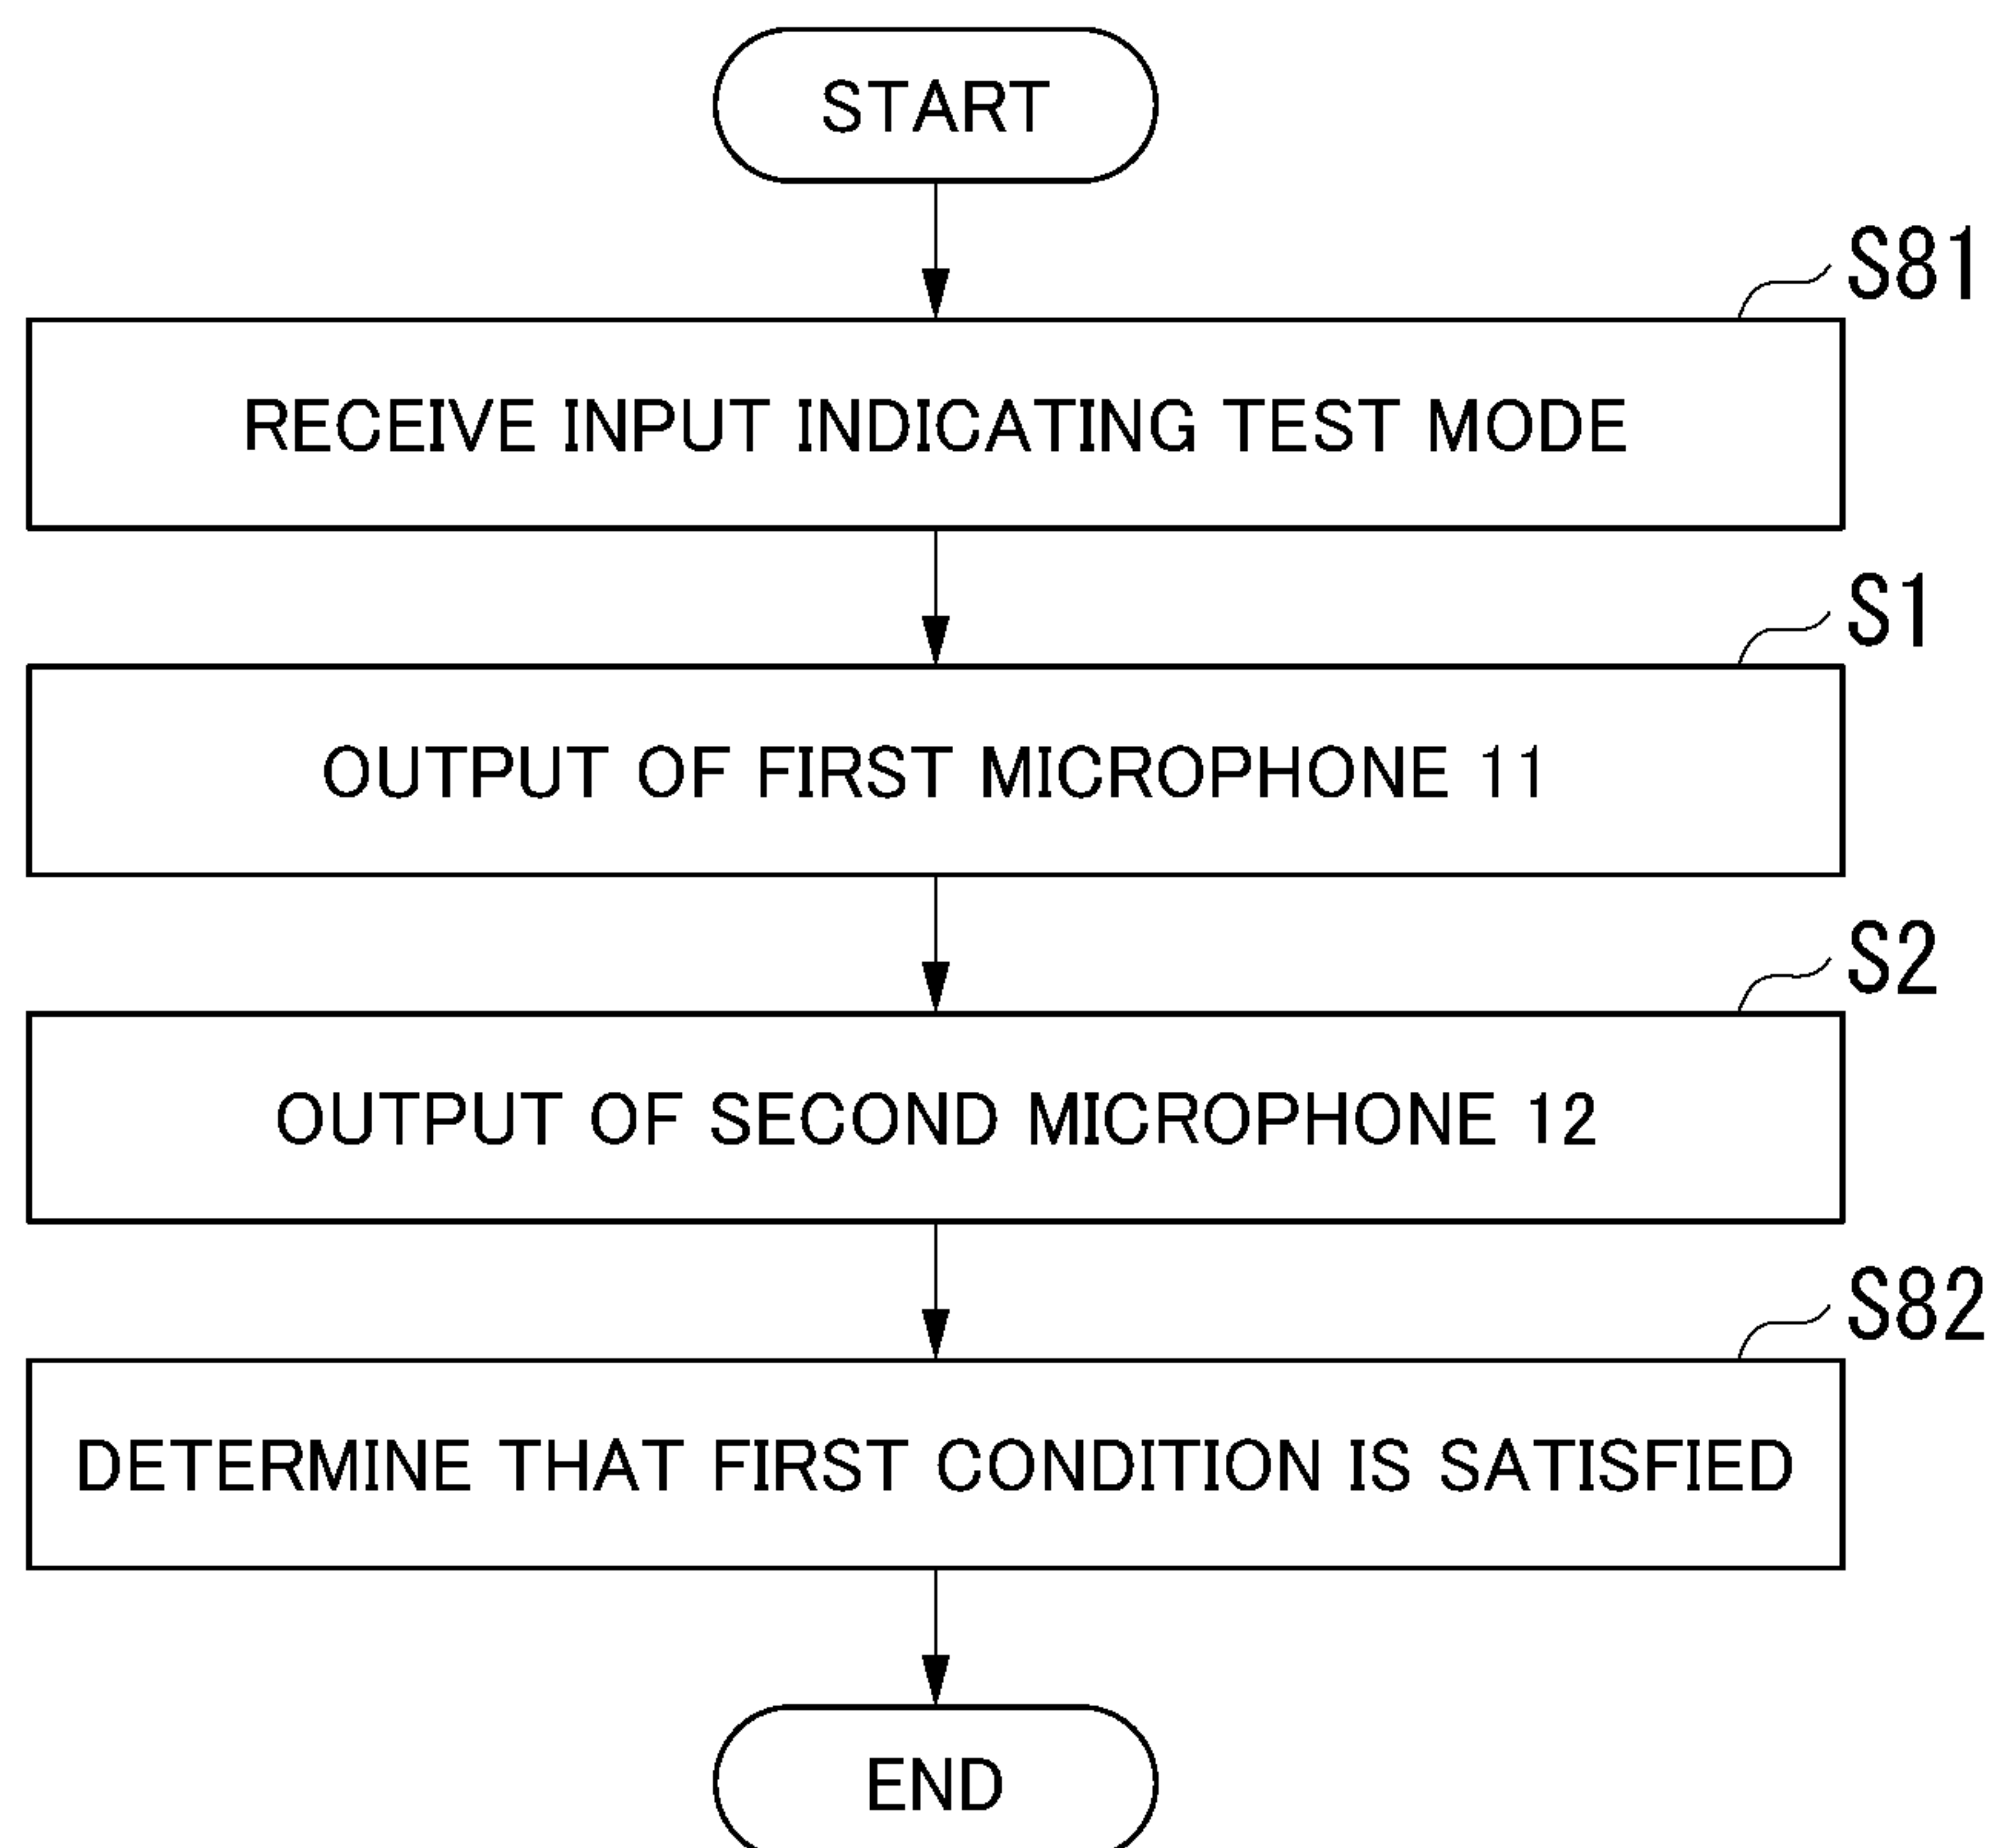 START
S81
RECEIVE INPUT INDICATING TEST MODE
S1
OUTPUT OF FIRST MICROPHONE 11
S2
OUTPUT OF SECOND MICROPHONE 12
S82
DETERMINE THAT FIRST CONDITION IS SATISFIED
END